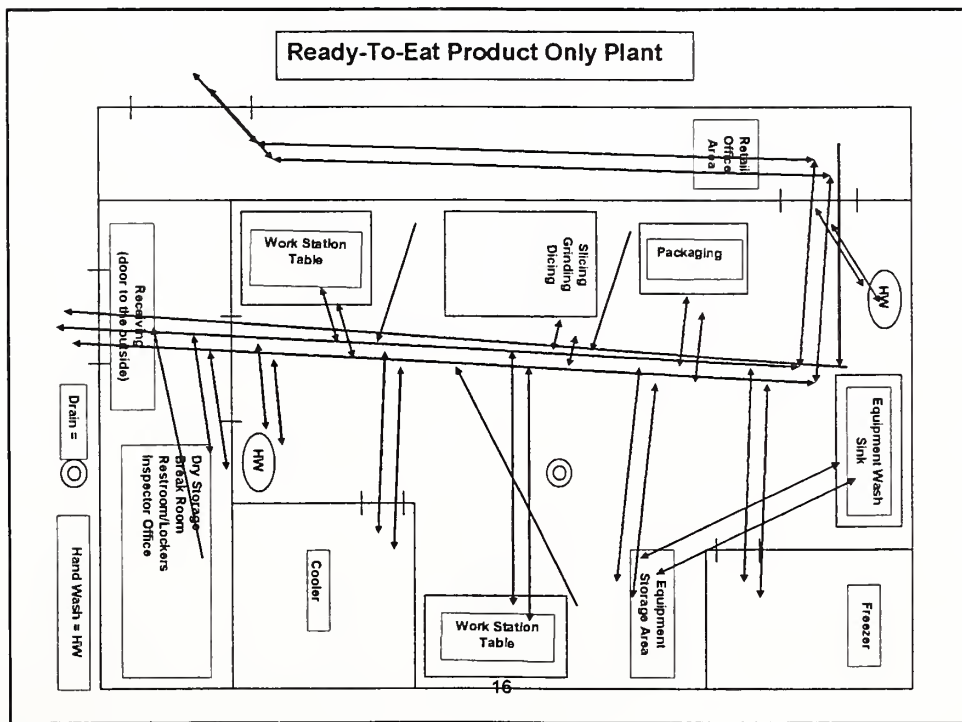 Ready-To-Eat Product Only Plant
Retail
Office
Area
Receiving
(door to the outside)
Work Station
Table
Slicing
Grinding
Dicing
Packaging
HW
Drain =
Dry Storage
Break Room
Restroom/Lockers
Inspector Office
HW
Equipment Wash
Sink
Hand Wash = HW
Cooler
Work Station
Table
Equipment
Storage Area
Freezer
16